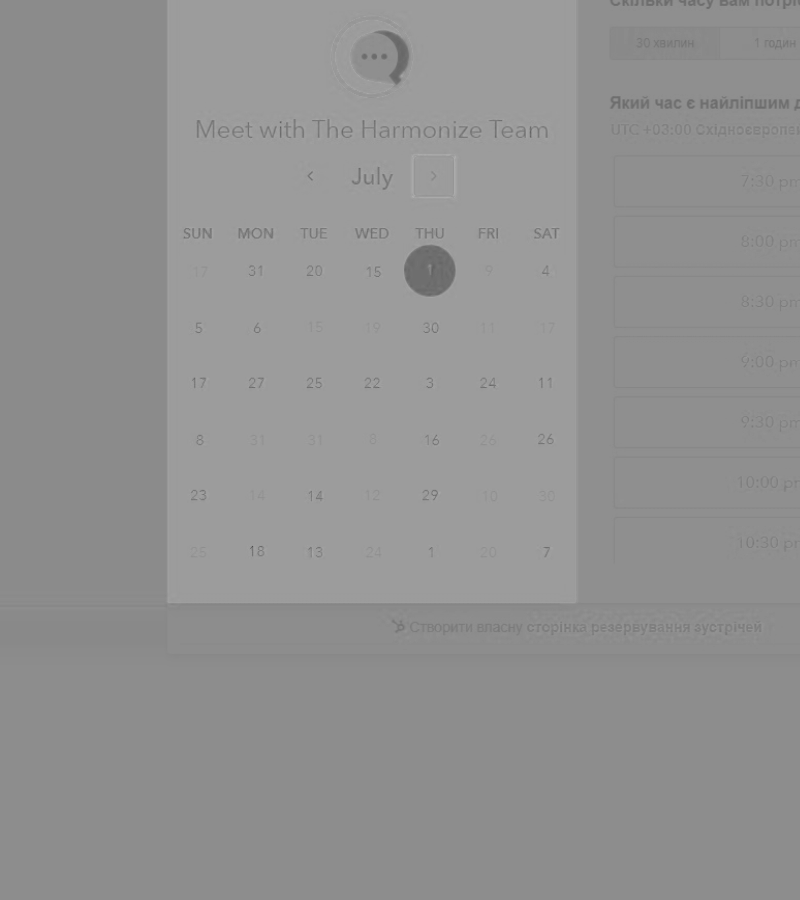 Meet with The Harmonize Team
July
SUN MON TUE WED THU FRI SAT
17 31 20 15 1 9 4
5 6 15 19 30 11 17
17 27 25 22 3 24 11
8 31 31 8 16 26 26
23 14 14 12 29 10 30
25 18 13 24 1 20 7
Скільки часу вам
30 хвилин 1 годин
Який час є найліпшим
UTC +03:00
7:30 pm
8:00 pm
8:30 pm
9:00 pm
9:30 pm
10:00 pm
10:30 pm
Створити власну сторінка резервування зустрічей